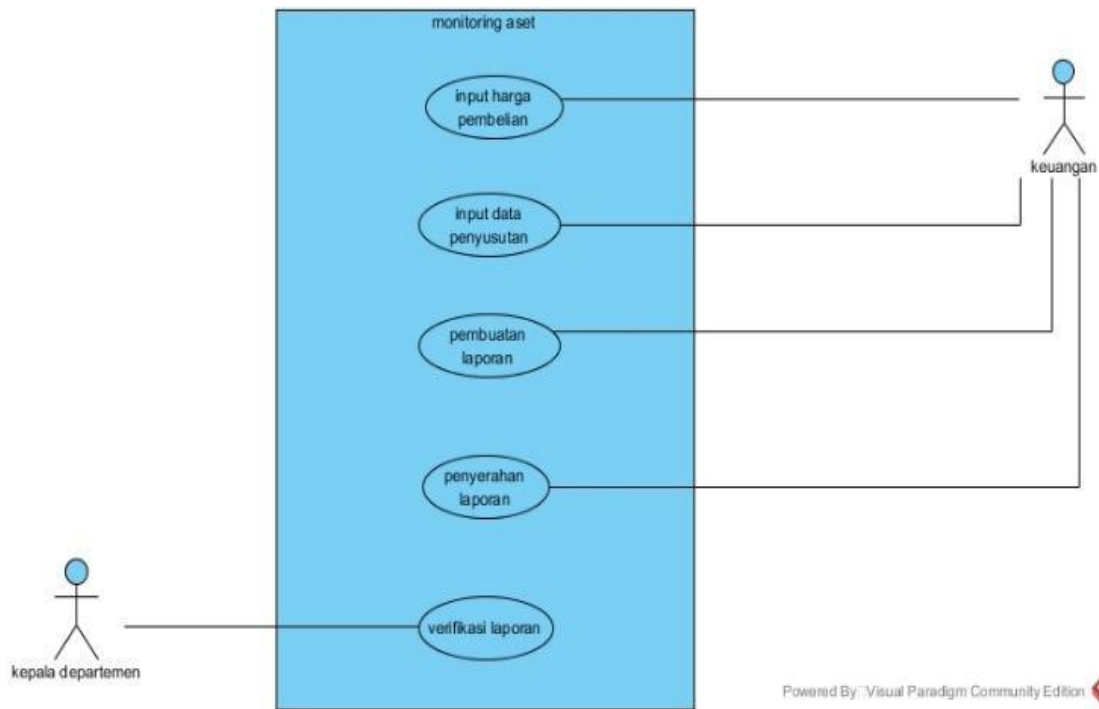 monitoring aset
input harga
pembelian
keuangan
input data
penyusutan
pembuatan
laporan
penyerahan
laporan
verifikasi laporan
kepala departemen
Powered By Visual Paradigm Community Edition